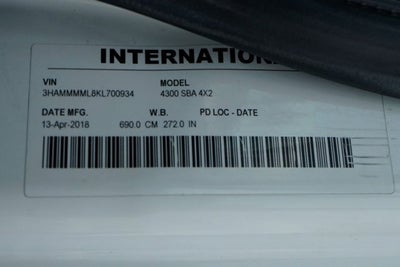 INTERNATION
VIN MODEL
3HAMMMML8KL700934 4300 SBA 4X2
DATE MFG. W.B. PD LOC - DATE
13-Apr-2018 690.0 CM 272.0 IN